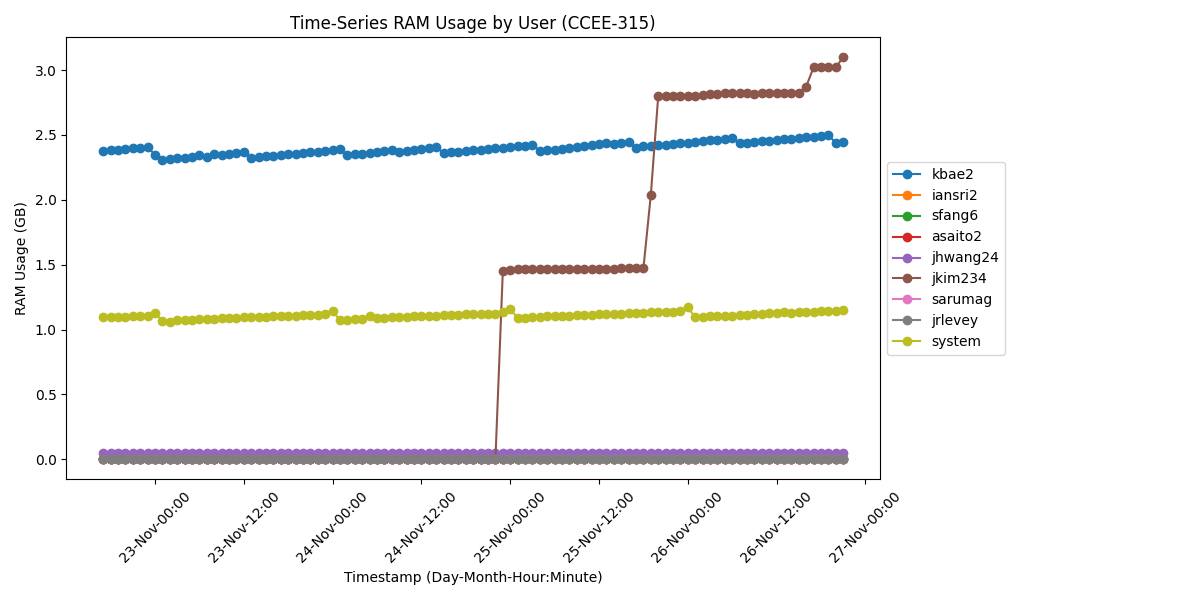 Time-Series RAM Usage by User (CCEE-315)
RAM Usage (GB)
3.0
2.5
2.0
1.5
1.0
0.5
0.0
23-Nov-00:00
23-Nov-12:00
24-Nov-00:00
24-Nov-12:00
25-Nov-00:00
25-Nov-12:00
26-Nov-00:00
26-Nov-12:00
27-Nov-00:00
Timestamp (Day-Month-Hour:Minute)
kbae2
iansri2
sfang6
asaito2
jhwang24
jkim234
sarumag
jrlevey
system